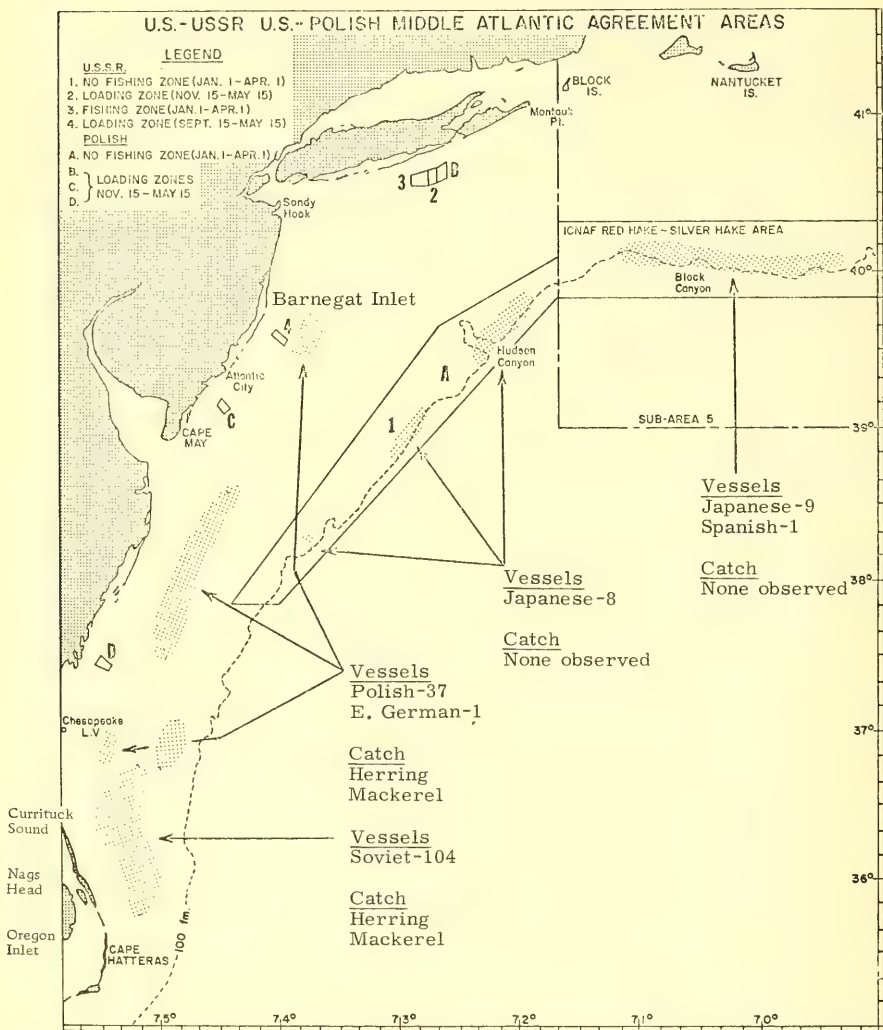 U.S.-USSR U.S.-POLISH MIDDLE ATLANTIC AGREEMENT AREAS
LEGEND
U.S.S.R.
1. NO FISHING ZONE (JAN. 1-APR. 1)
2. LOADING ZONE (NOV. 15-MAY 15)
3. FISHING ZONE (JAN. 1-APR. 1)
4. LOADING ZONE (SEPT. 15-MAY 15)
POLISH
A. NO FISHING ZONE (JAN. 1-APR. 1)
B.
C. } LOADING ZONES
D. NOV. 15-MAY 15
BLOCK
IS.
NANTUCKET
IS.
Montauk
Pt.
41°
3
2
B
Sandy
Hook
ICNAF RED HAKE-SILVER HAKE AREA
40°
Block
Canyon
Barnegat Inlet
4
Hudson
Canyon
A
Atlantic
City
C
1
CAPE
MAY
SUB-AREA 5
39°
Vessels
Japanese-9
Spanish-1
Catch
None observed
38°
Vessels
Japanese-8
Catch
None observed
D
Vessels
Polish-37
E. German-1
Catch
Herring
Mackerel
Chesapeake
L.V
37°
Vessels
Soviet-104
Catch
Herring
Mackerel
Currituck
Sound
Nags
Head
36°
Oregon
Inlet
CAPE
HATTERAS
100 fm.
75° 74° 73° 72° 71° 70°